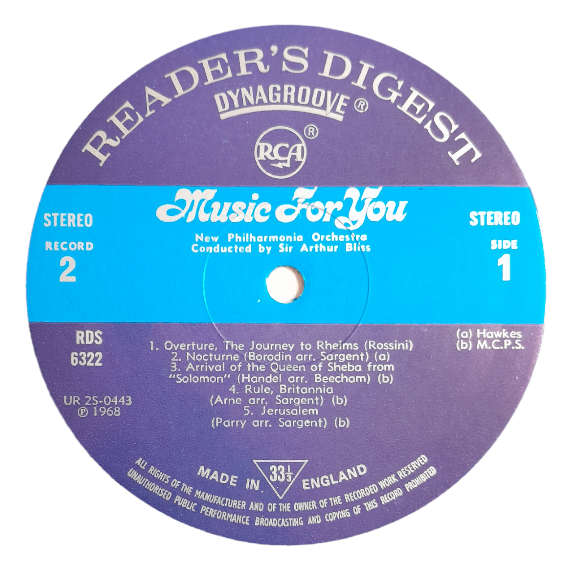 READER'S DIGEST
DYNAGROOVE ®
RCA ®
Music For You
STEREO
STEREO
New Philharmonia Orchestra
Conducted by Sir Arthur Bliss
RECORD
2
SIDE
1
RDS
6322
1. Overture, The Journey to Rheims (Rossini)
2. Nocturne (Borodin arr. Sargent) (a)
3. Arrival of the Queen of Sheba from
"Solomon" (Handel arr. Beecham) (b)
4. Rule, Britannia
(Arne arr. Sargent) (b)
5. Jerusalem
(Parry arr. Sargent) (b)
(a) Hawkes
(b) M.C.P.S.
UR 2S-0443
℗ 1968
MADE IN 33⅓ ENGLAND
ALL RIGHTS OF THE MANUFACTURER AND OF THE OWNER OF THE RECORDED WORK RESERVED
UNAUTHORISED PUBLIC PERFORMANCE BROADCASTING AND COPYING OF THIS RECORD PROHIBITED